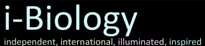 i-Biology
independent, international, illuminated, inspired